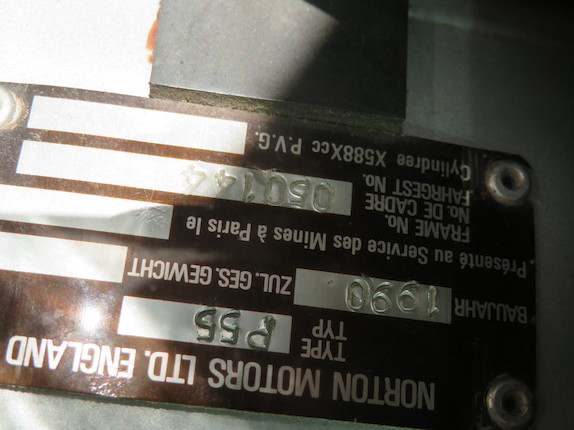 NORTON MOTORS LTD. ENGLAND
TYPE TYP P55
BAUJAHR 1990 ZUL. GES. GEWICHT
Présenté au Service des Mines à Paris le
FRAME No.
No. DE CADRE
FAHRGEST No. 050144
Cylindree X588Xcc P.V.G.